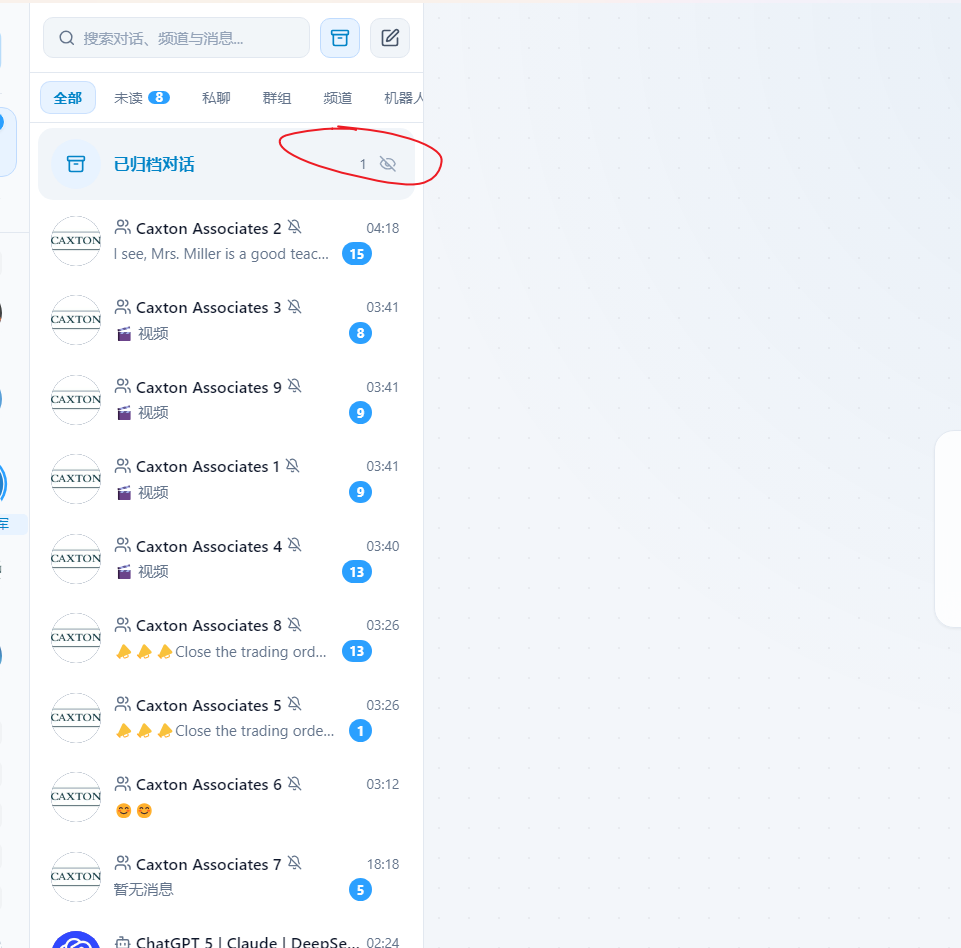 搜索对话、频道与消息...
全部 未读 8 私聊 群组 频道 机器人
已归档对话 1
CAXTON Caxton Associates 2 04:18
I see, Mrs. Miller is a good teac... 15
CAXTON Caxton Associates 3 03:41
🎬 视频 8
CAXTON Caxton Associates 9 03:41
🎬 视频 9
CAXTON Caxton Associates 1 03:41
🎬 视频 9
CAXTON Caxton Associates 4 03:40
🎬 视频 13
CAXTON Caxton Associates 8 03:26
📣 📣 📣Close the trading ord... 13
CAXTON Caxton Associates 5 03:26
📣 📣 📣Close the trading orde... 1
CAXTON Caxton Associates 6 03:12
😊 😊
CAXTON Caxton Associates 7 18:18
暂无消息 5
军
ChatGPT 5 | Claude | DeepSe... 02:24